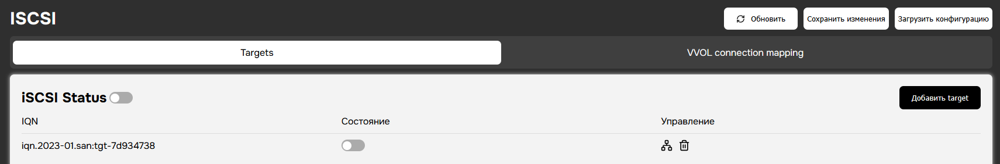 ISCSI
Обновить
Сохранить изменения
Загрузить конфигурацию
Targets
VVOL connection mapping
iSCSI Status
Добавить target
IQN
Состояние
Управление
iqn.2023-01.san:tgt-7d934738